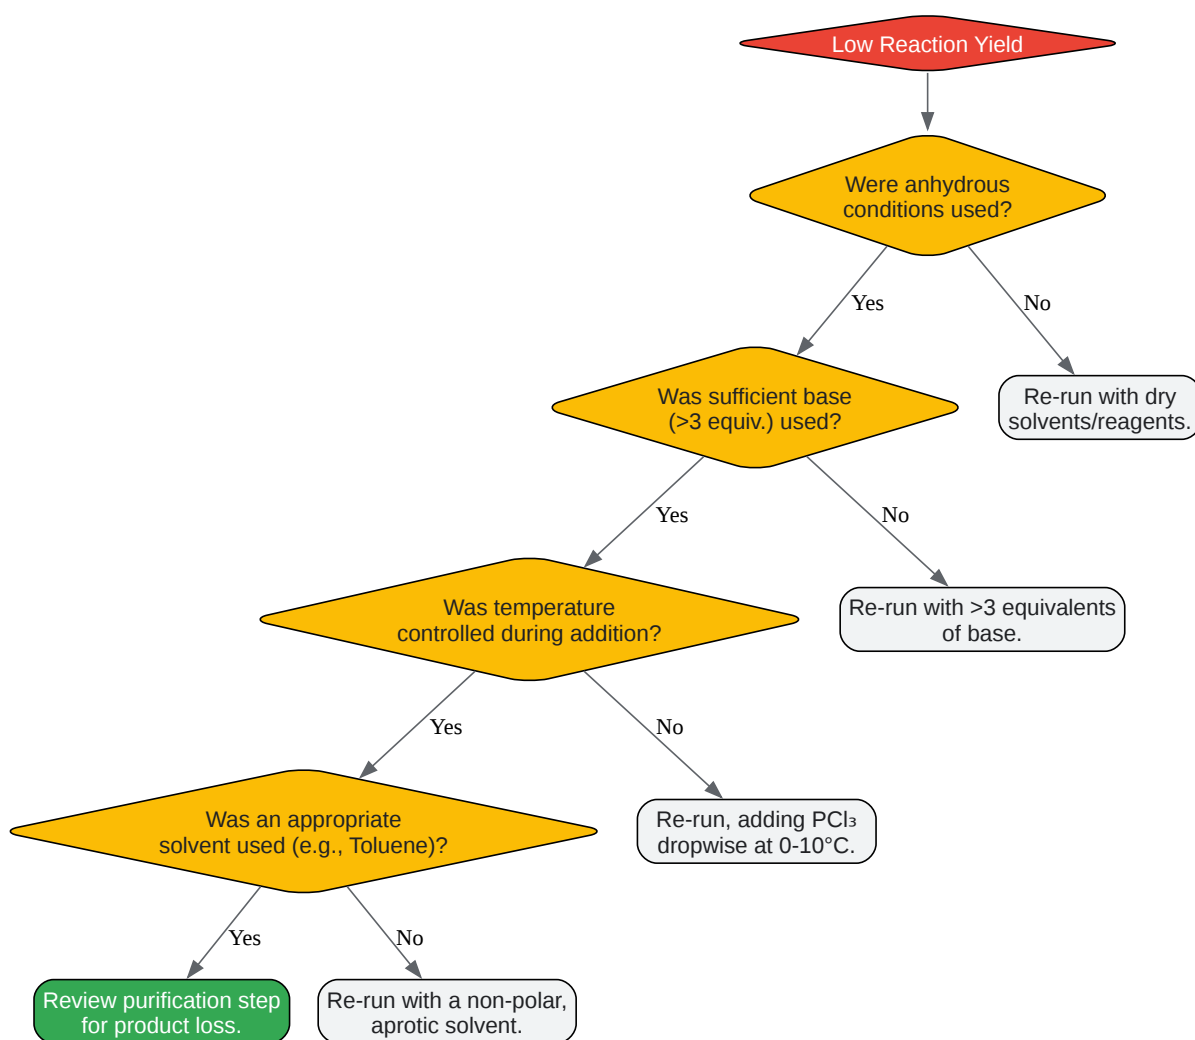 Low Reaction Yield
Were anhydrous
conditions used?
Yes
No
Was sufficient base
(>3 equiv.) used?
Re-run with dry
solvents/reagents.
Yes
No
Was temperature
controlled during addition?
Re-run with >3 equivalents
of base.
Yes
No
Was an appropriate
solvent used (e.g., Toluene)?
Re-run, adding PCl₃
dropwise at 0-10°C.
Yes
No
Review purification step
for product loss.
Re-run with a non-polar,
aprotic solvent.